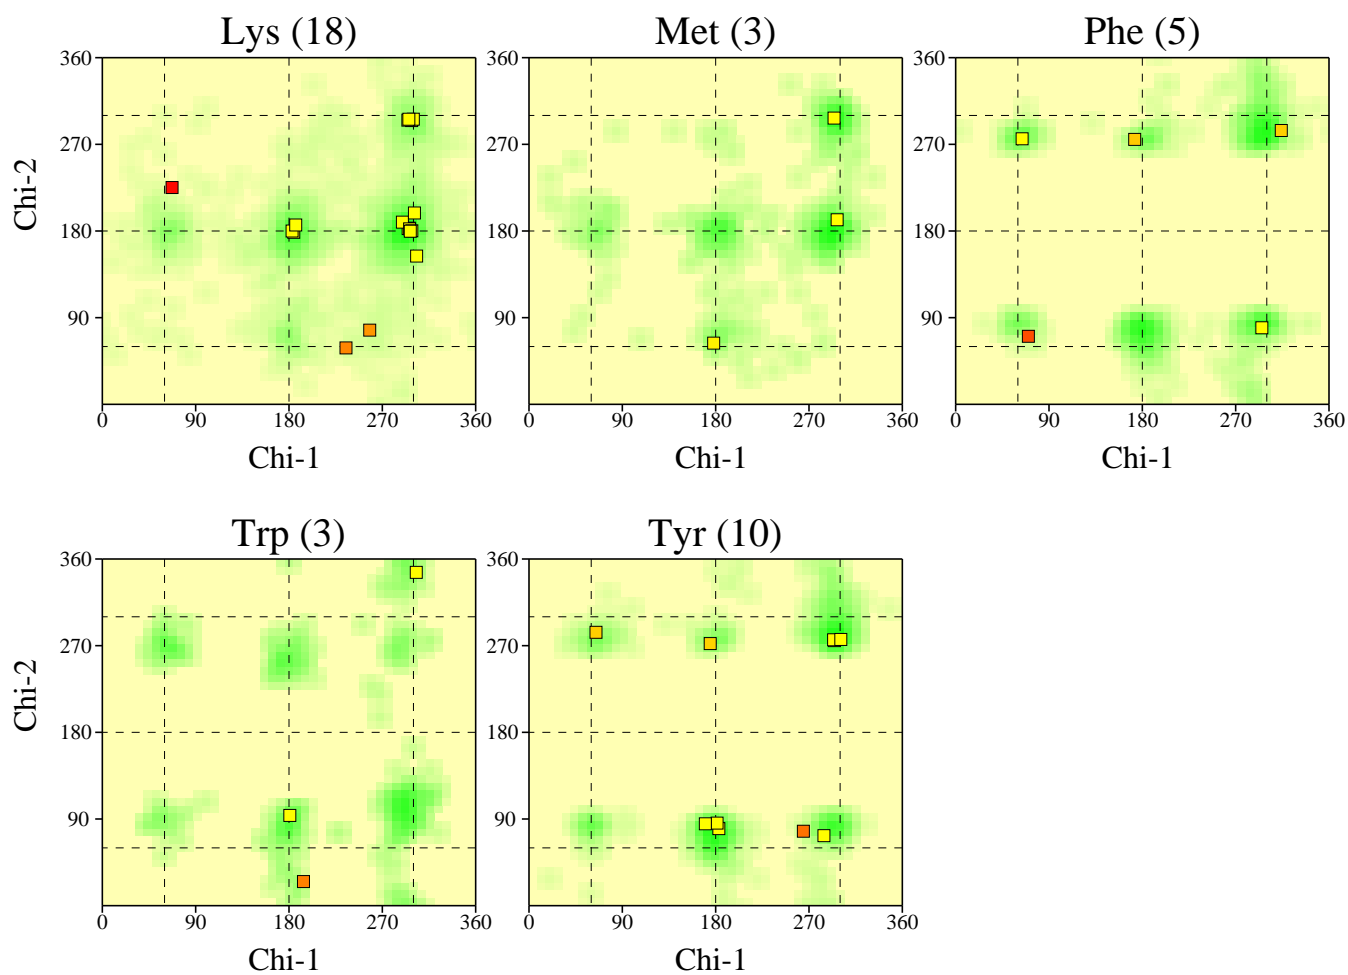 Lys (18) Met (3) Phe (5)
360 360 360
270 270 270
Chi-2
180 180 180
90 90 90
0 90 180 270 360 0 90 180 270 360 0 90 180 270 360
Chi-1 Chi-1 Chi-1
Trp (3) Tyr (10)
360 360
270 270
Chi-2
180 180
90 90
0 90 180 270 360 0 90 180 270 360
Chi-1 Chi-1